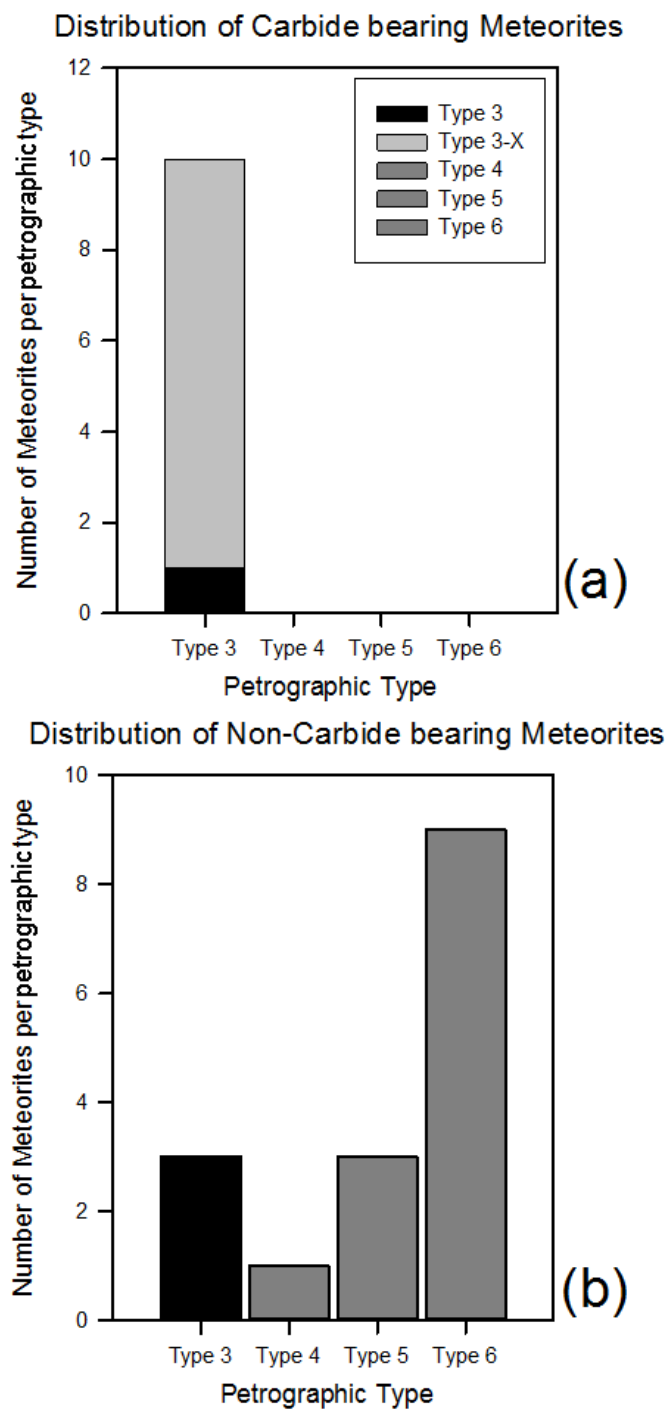 Distribution of Carbide bearing Meteorites
Number of Meteorites per petrographic type
12
10
8
6
4
2
0
Type 3
Type 3-X
Type 4
Type 5
Type 6
(a)
Type 3 Type 4 Type 5 Type 6
Petrographic Type
Distribution of Non-Carbide bearing Meteorites
Number of Meteorites per petrographic type
10
8
6
4
2
0
(b)
Type 3 Type 4 Type 5 Type 6
Petrographic Type